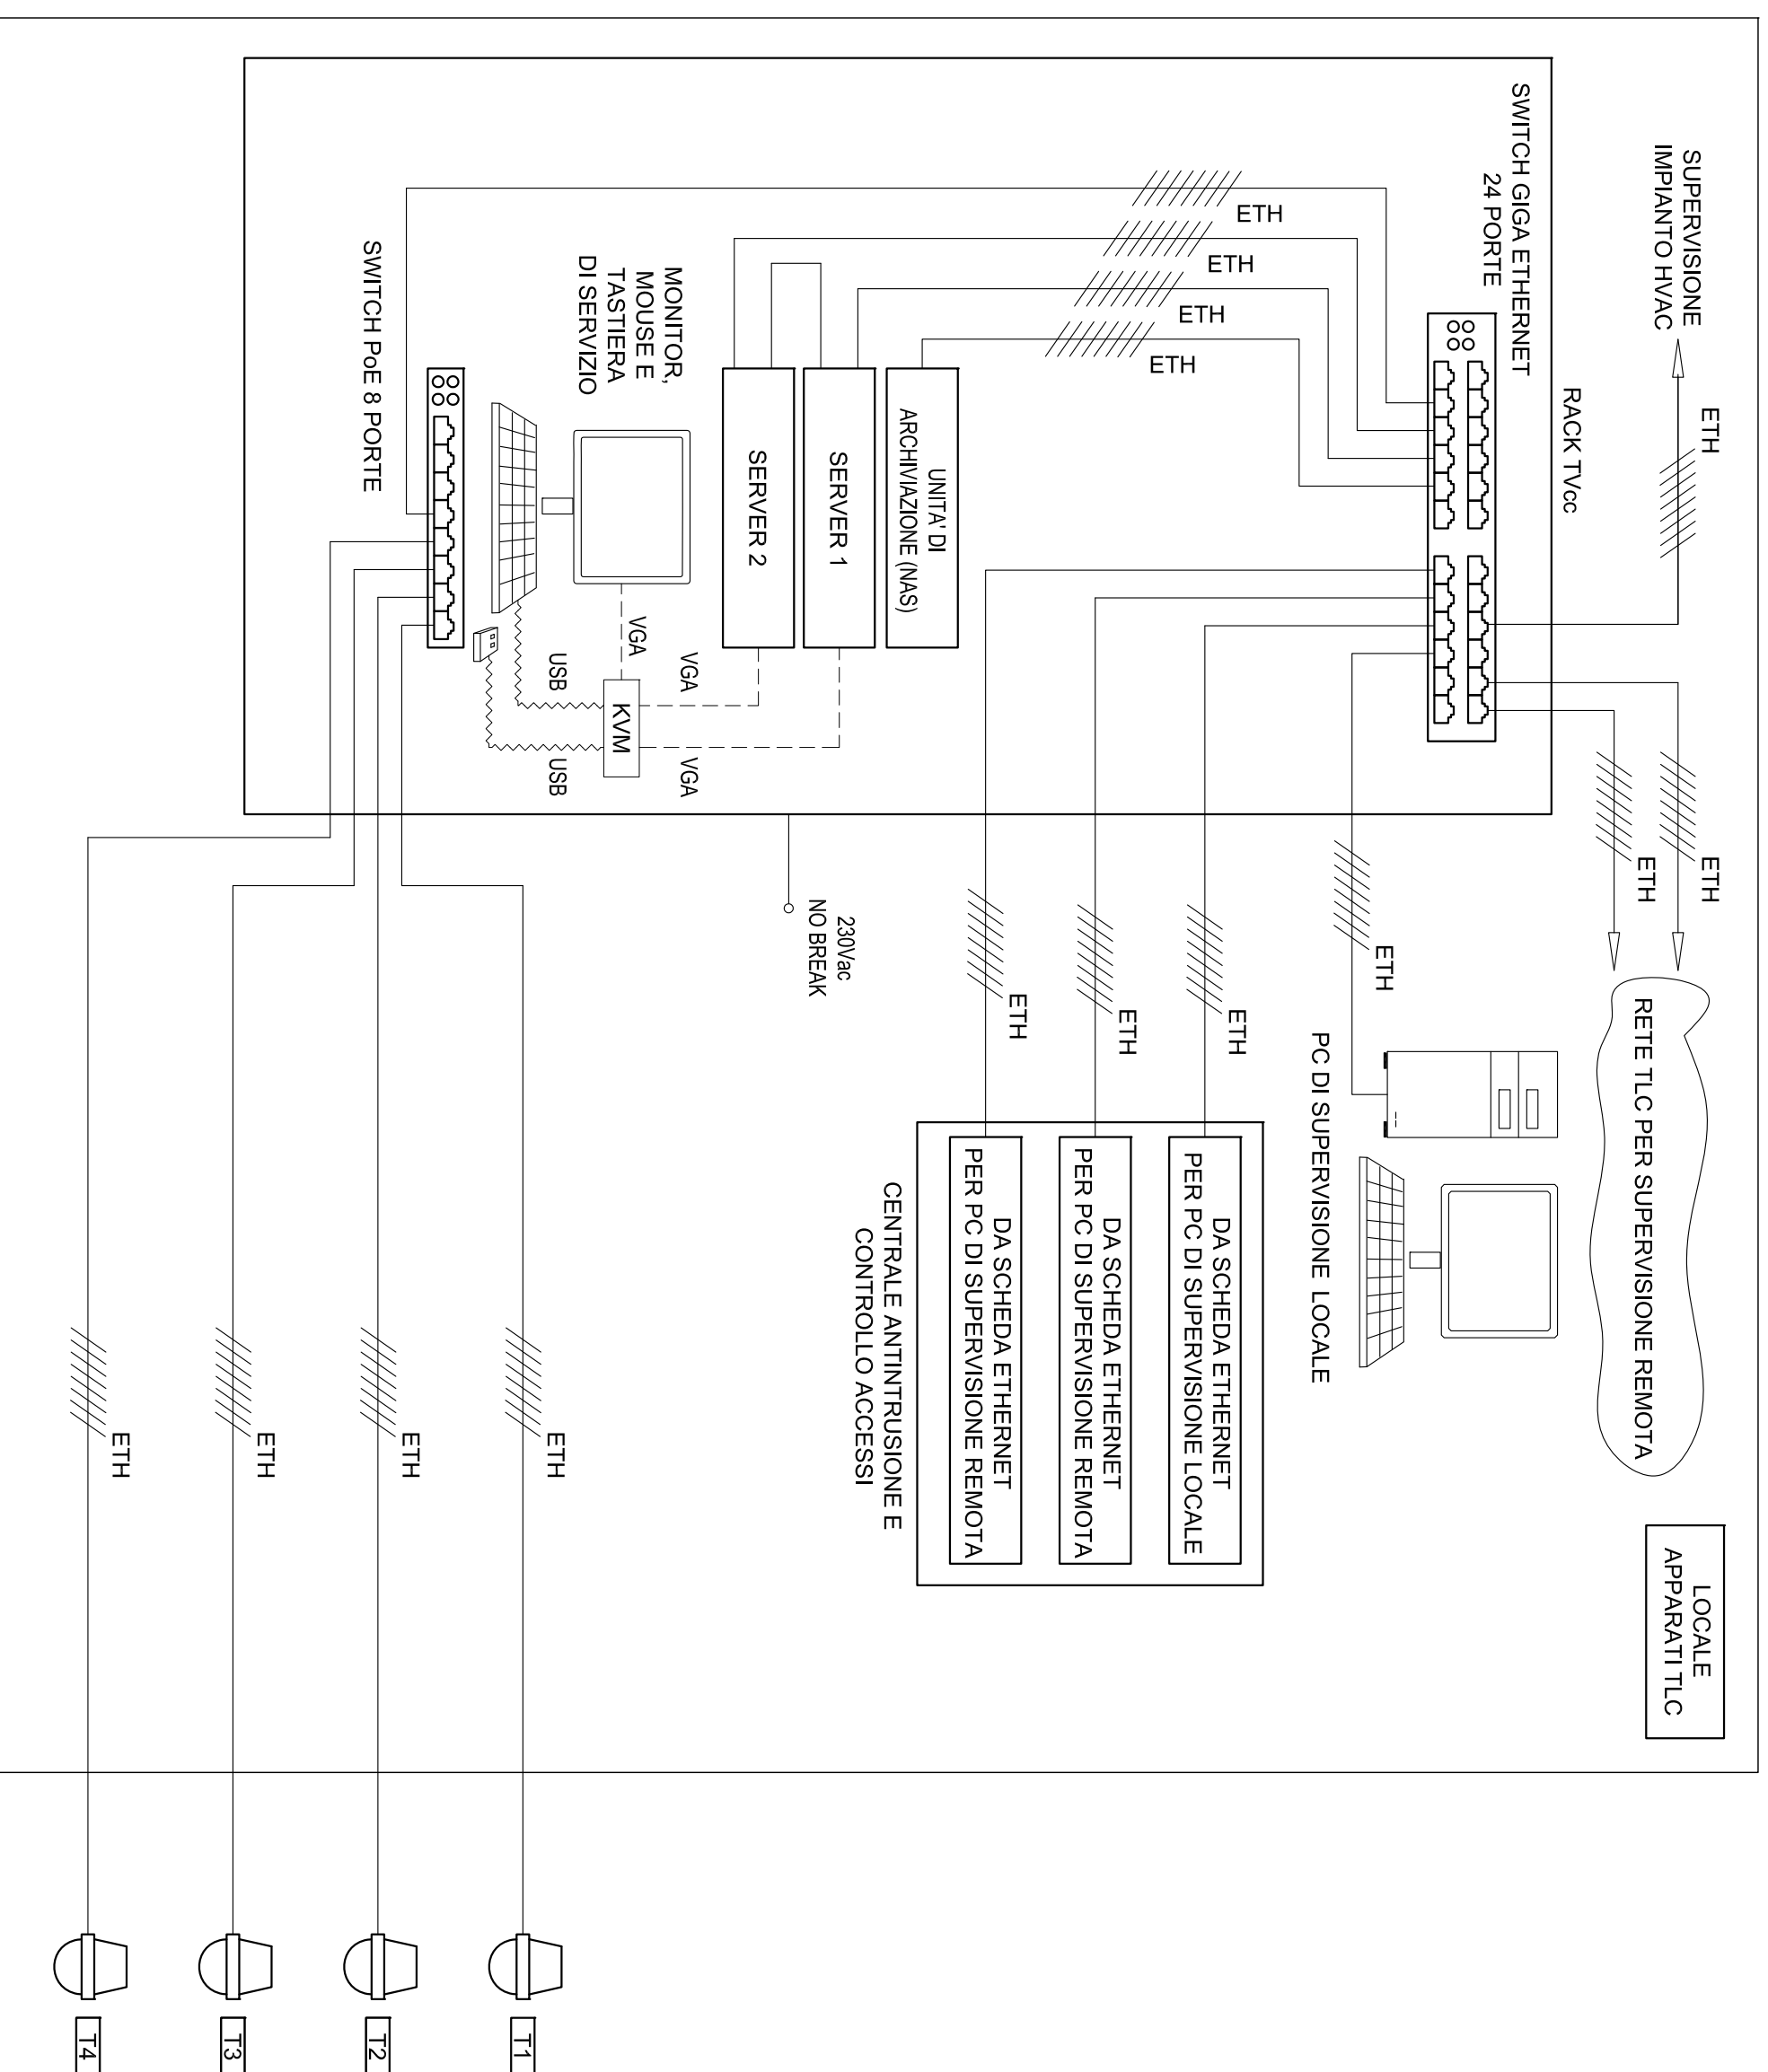 SUPERVISIONE
IMPIANTO HVAC
ETH
ETH
ETH
RETE TLC PER SUPERVISIONE REMOTA
LOCALE
APPARATI TLC
RACK TVcc
SWITCH GIGA ETHERNET
24 PORTE
ETH
ETH
ETH
ETH
ETH
PC DI SUPERVISIONE LOCALE
UNITA' DI
ARCHIVIAZIONE (NAS)
SERVER 1
SERVER 2
MONITOR,
MOUSE E
TASTIERA
DI SERVIZIO
VGA
VGA
VGA
KVM
USB
USB
SWITCH PoE 8 PORTE
230Vac
NO BREAK
ETH
ETH
ETH
DA SCHEDA ETHERNET
PER PC DI SUPERVISIONE LOCALE
DA SCHEDA ETHERNET
PER PC DI SUPERVISIONE REMOTA
DA SCHEDA ETHERNET
PER PC DI SUPERVISIONE REMOTA
CENTRALE ANTINTRUSIONE E
CONTROLLO ACCESSI
ETH
T1
ETH
T2
ETH
T3
ETH
T4